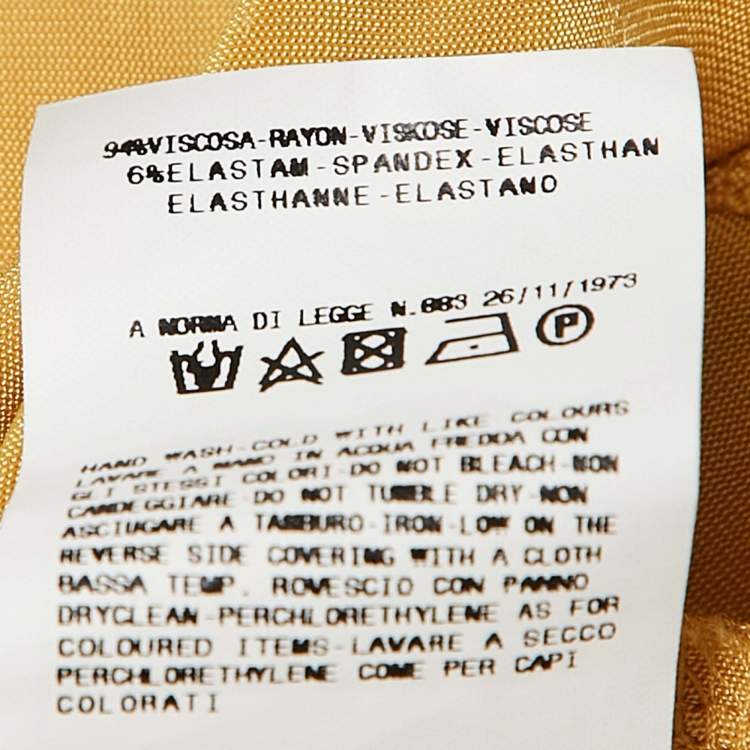 94%VISCOSA-RAYON-VISKOSE-VISCOSE
6%ELASTAM-SPANDEX-ELASTHAN
ELASTHANNE-ELASTANO
A NORMA DI LEGGE N.883 26/11/1973
P
HAND WASH-COLD WITH LIKE COLOURS
LAVARE A MANO IN ACQUA FREDDA CON
GLI STESSI COLORI-DO NOT BLEACH-NON
CANDEGGIARE-DO NOT TUMBLE DRY-NON
ASCIUGARE A TAMBURO-IRON-LOW ON THE
REVERSE SIDE COVERING WITH A CLOTH
BASSA TEMP. ROVESCIO CON PANNO
DRYCLEAN-PERCHLORETHYLENE AS FOR
COLOURED ITEMS-LAVARE A SECCO
PERCHLORETHYLENE COME PER CAPI
COLORATI